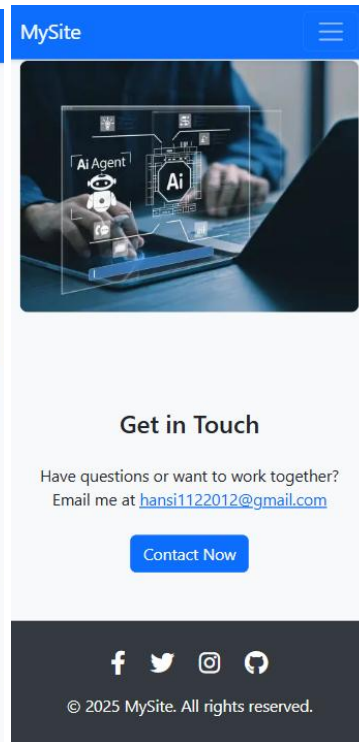 MySite
Ai Agent
Ai
Get in Touch
Have questions or want to work together?
Email me at hansi1122012@gmail.com
Contact Now
© 2025 MySite. All rights reserved.